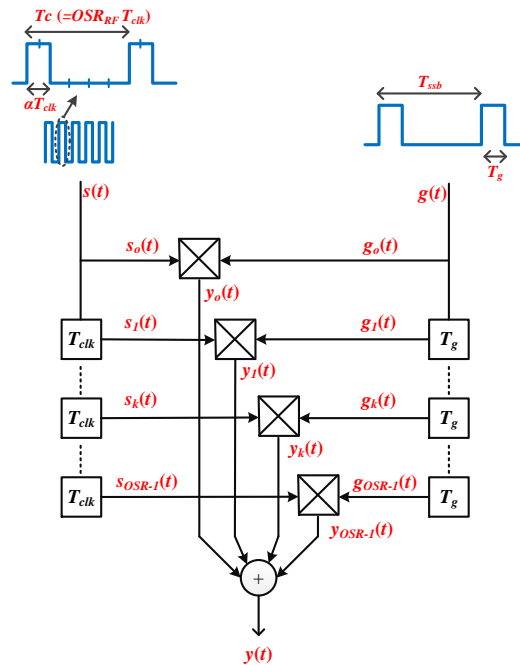 Tc (=OSR_RF T_clk)
αT_clk
T_ssb
T_g
s(t)
g(t)
s_o(t)
g_o(t)
y_o(t)
T_clk
s_1(t)
g_1(t)
T_g
y_1(t)
T_clk
s_k(t)
g_k(t)
T_g
y_k(t)
T_clk
s_OSR-1(t)
g_OSR-1(t)
T_g
y_OSR-1(t)
+
y(t)